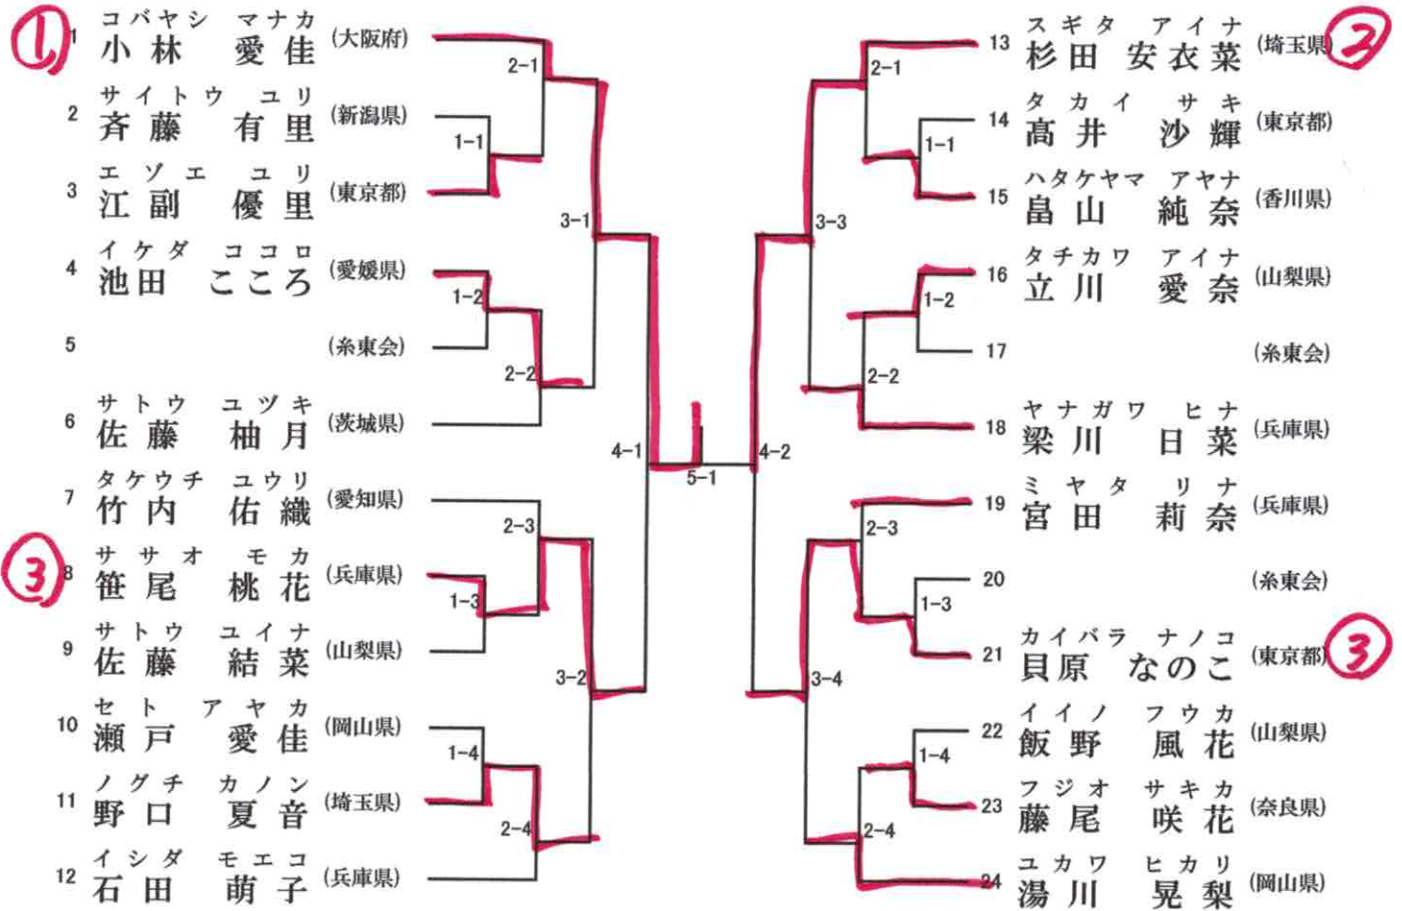 ①
1 コバヤシ マナカ
小林 愛佳 (大阪府)
2 サイトウ ユリ
斉藤 有里 (新潟県)
3 エゾエ ユリ
江副 優里 (東京都)
4 イケダ ココロ
池田 こころ (愛媛県)
5 (糸東会)
6 サトウ ユヅキ
佐藤 柚月 (茨城県)
7 タケウチ ユウリ
竹内 佑織 (愛知県)
③
8 ササオ モカ
笹尾 桃花 (兵庫県)
9 サトウ ユイナ
佐藤 結菜 (山梨県)
10 セト アヤカ
瀬戸 愛佳 (岡山県)
11 ノグチ カノン
野口 夏音 (埼玉県)
12 イシダ モエコ
石田 萌子 (兵庫県)
2-1
1-1
3-1
1-2
2-2
4-1
2-3
1-3
3-2
1-4
2-4
5-1
2-1
1-1
3-3
1-2
2-2
4-2
2-3
1-3
3-4
1-4
2-4
②
13 スギタ アイナ
杉田 安衣菜 (埼玉県)
14 タカイ サキ
髙井 沙輝 (東京都)
15 ハタケヤマ アヤナ
畠山 純奈 (香川県)
16 タチカワ アイナ
立川 愛奈 (山梨県)
17 (糸東会)
18 ヤナガワ ヒナ
梁川 日菜 (兵庫県)
19 ミヤタ リナ
宮田 莉奈 (兵庫県)
20 (糸東会)
③
21 カイバラ ナノコ
貝原 なのこ (東京都)
22 イイノ フウカ
飯野 風花 (山梨県)
23 フジオ サキカ
藤尾 咲花 (奈良県)
24 ユカワ ヒカリ
湯川 晃梨 (岡山県)